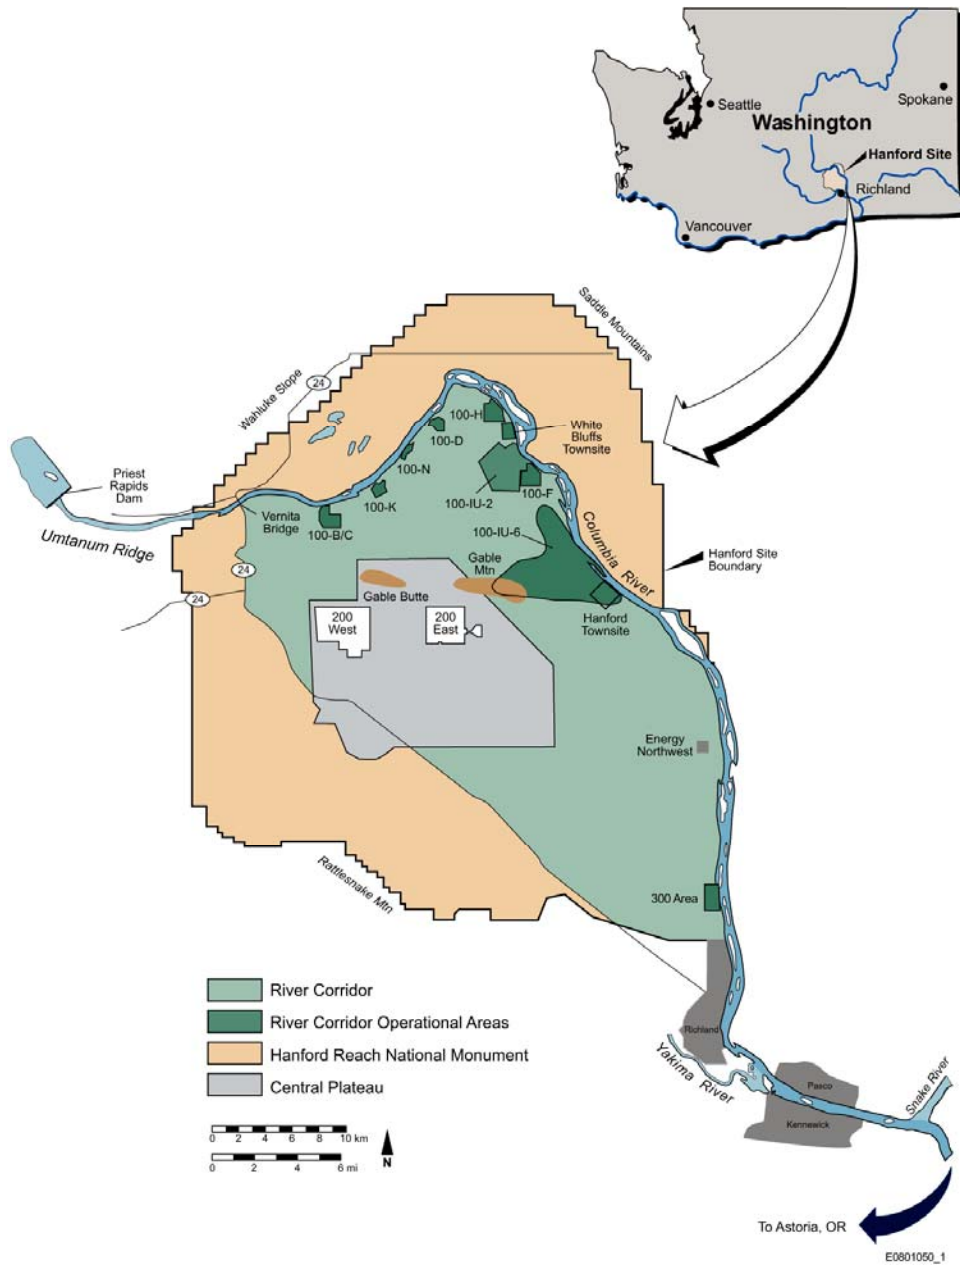 Seattle
Spokane
Washington
Hanford Site
Richland
Vancouver
Saddle Mountains
24
Wahluke Slope
100-H
100-D
White
Bluffs
Townsite
100-N
Priest
Rapids
Dam
100-K
100-F
100-IU-2
Vernita
Bridge
Umtanum Ridge
100-B/C
100-IU-6
Columbia River
Gable
Mtn
Hanford Site
Boundary
24
Gable Butte
24
200
West
200
East
Hanford
Townsite
Energy
Northwest
Rattlesnake Mtn
300 Area
River Corridor
River Corridor Operational Areas
Hanford Reach National Monument
Central Plateau
Richland
Yakima River
Pasco
Kennewick
Snake River
0 2 4 6 8 10 km
0 2 4 6 mi
N
To Astoria, OR
E0801050_1